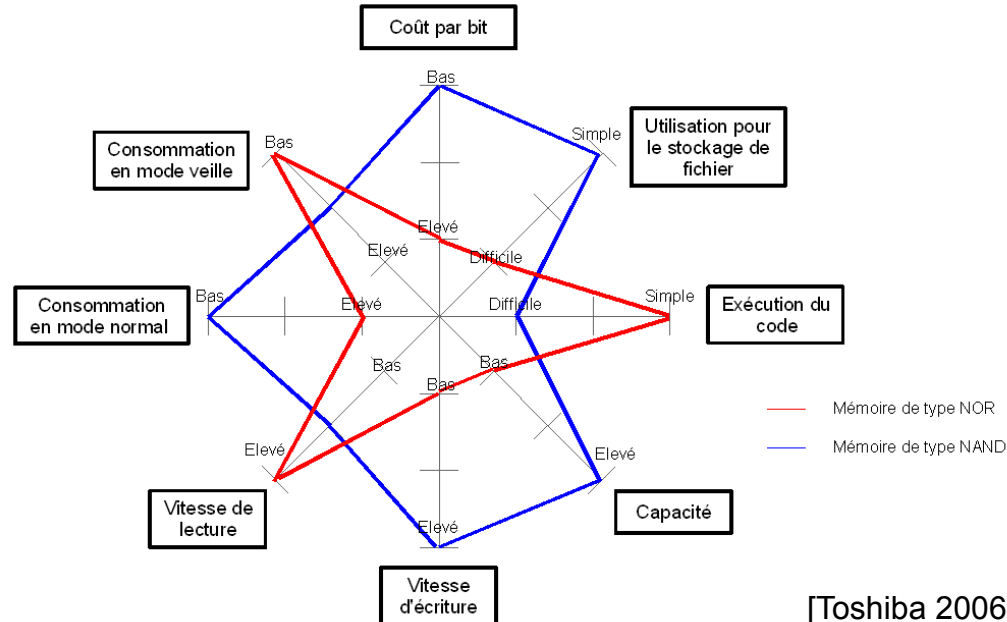 Coût par bit
Bas
Utilisation pour
le stockage de
fichier
Simple
Consommation
en mode veille
Bas
Elevé
Elevé
Difficile
Consommation
en mode normal
Bas
Elevé
Difficile
Simple
Exécution du
code
Bas
Bas
Bas
Mémoire de type NOR
Mémoire de type NAND
Elevé
Elevé
Vitesse de
lecture
Capacité
Elevé
Vitesse
d'écriture
[Toshiba 2006